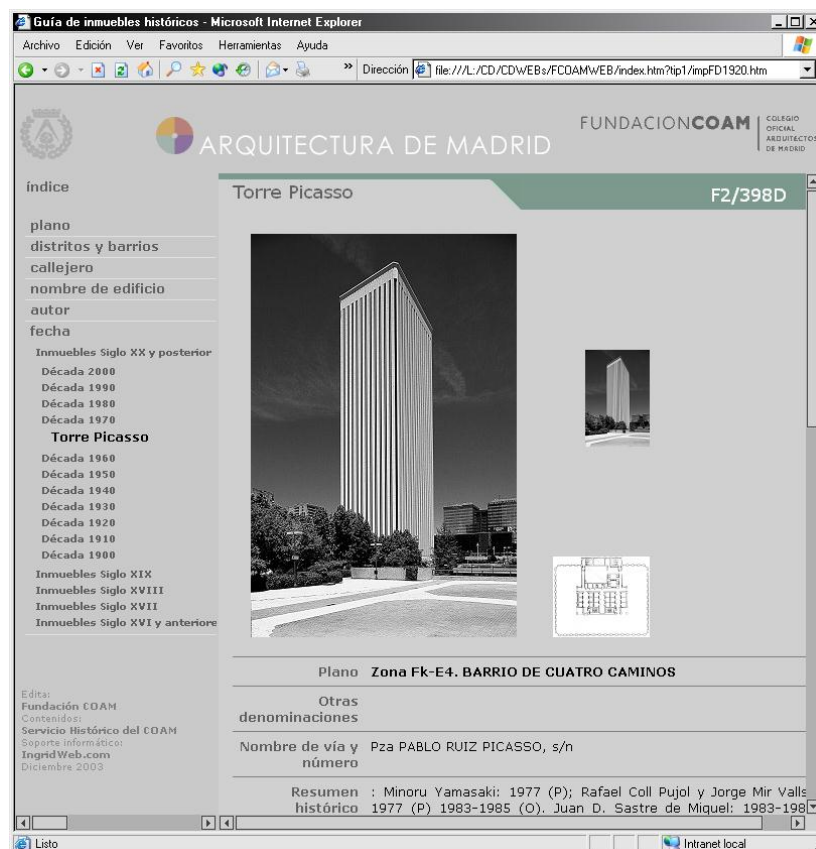 Guía de inmuebles históricos - Microsoft Internet Explorer
Archivo Edición Ver Favoritos Herramientas Ayuda
» Dirección file:///L:/CD/CDWEBs/FCOAMWEB/index.htm?tip1/impFD1920.htm
ARQUITECTURA DE MADRID
FUNDACIONCOAM
COLEGIO
OFICIAL
ARQUITECTOS
DE MADRID
índice
plano
distritos y barrios
callejero
nombre de edificio
autor
fecha
Inmuebles Siglo XX y posterior
Década 2000
Década 1990
Década 1980
Década 1970
Torre Picasso
Década 1960
Década 1950
Década 1940
Década 1930
Década 1920
Década 1910
Década 1900
Inmuebles Siglo XIX
Inmuebles Siglo XVIII
Inmuebles Siglo XVII
Inmuebles Siglo XVI y anteriore
Edita:
Fundación COAM
Contenidos:
Servicio Histórico del COAM
Soporte informático:
IngridWeb.com
Diciembre 2003
Torre Picasso
F2/398D
Plano Zona Fk-E4. BARRIO DE CUATRO CAMINOS
Otras
denominaciones
Nombre de vía y Pza PABLO RUIZ PICASSO, s/n
número
Resumen : Minoru Yamasaki: 1977 (P); Rafael Coll Pujol y Jorge Mir Valls
histórico 1977 (P) 1983-1985 (O). Juan D. Sastre de Miquel: 1983-198
Listo
Intranet local